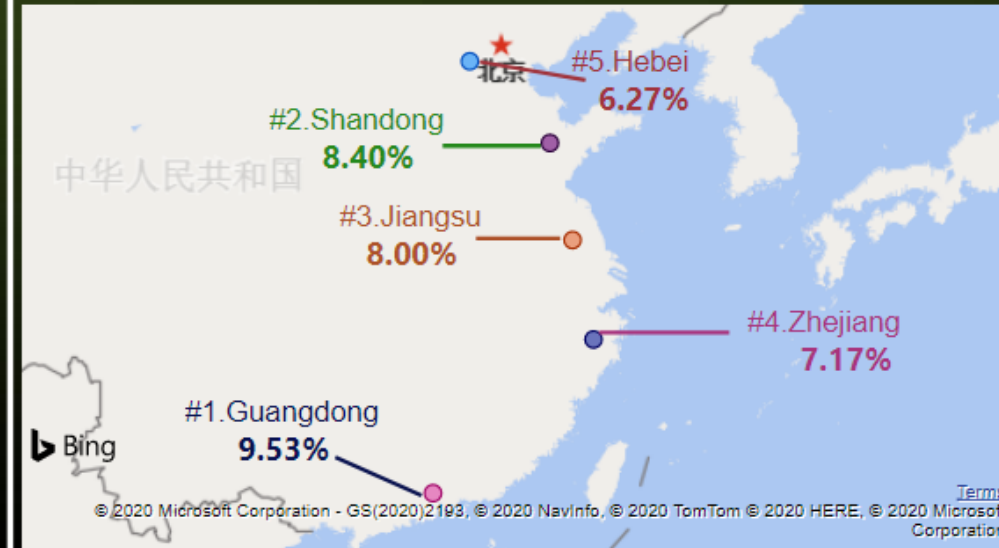 北京
#5.Hebei
6.27%
#2.Shandong
8.40%
中华人民共和国
#3.Jiangsu
8.00%
#4.Zhejiang
7.17%
#1.Guangdong
9.53%
Bing
Terms
© 2020 Microsoft Corporation - GS(2020)2193, © 2020 NavInfo, © 2020 TomTom © 2020 HERE, © 2020 Microsoft
Corporation